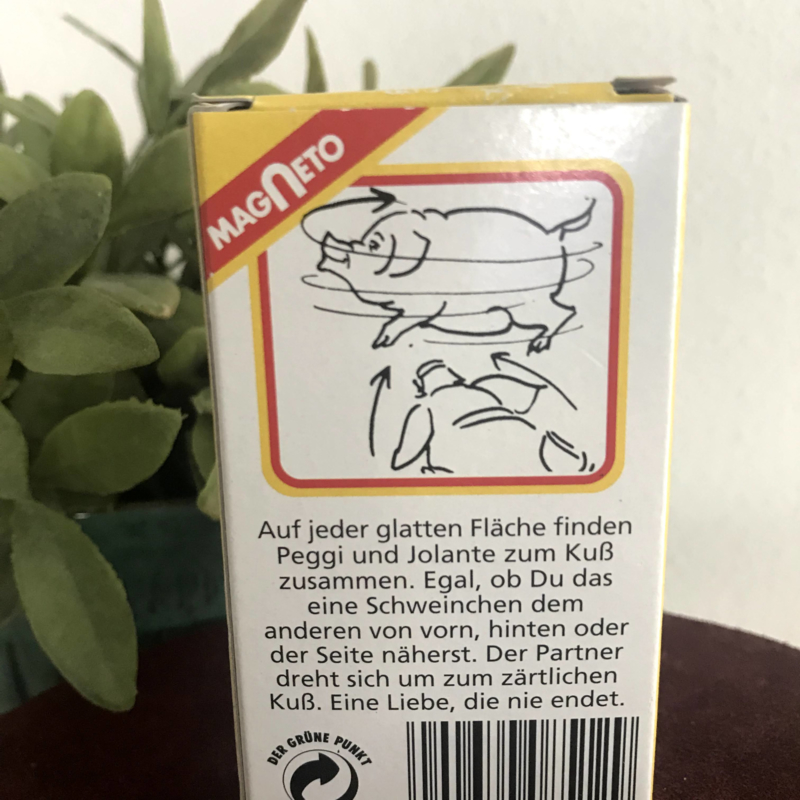 MAGNETO
Auf jeder glatten Fläche finden
Peggi und Jolante zum Kuß
zusammen. Egal, ob Du das
eine Schweinchen dem
anderen von vorn, hinten oder
der Seite näherst. Der Partner
dreht sich um zum zärtlichen
Kuß. Eine Liebe, die nie endet.
DER GRÜNE PUNKT